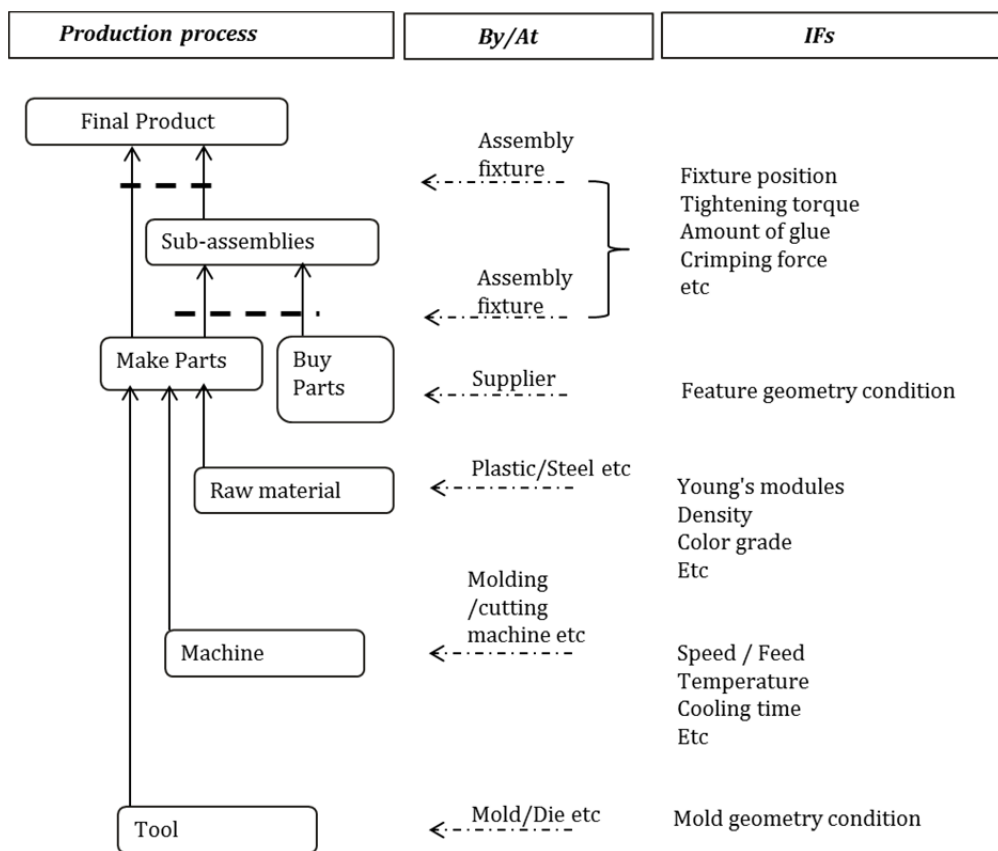 Production process
By/At
IFs
Final Product
Assembly
fixture
Fixture position
Tightening torque
Amount of glue
Crimping force
etc
Sub-assemblies
Assembly
fixture
Make Parts
Buy
Parts
Supplier
Feature geometry condition
Raw material
Plastic/Steel etc
Young's modules
Density
Color grade
Etc
Machine
Molding
/cutting
machine etc
Speed / Feed
Temperature
Cooling time
Etc
Tool
Mold/Die etc
Mold geometry condition